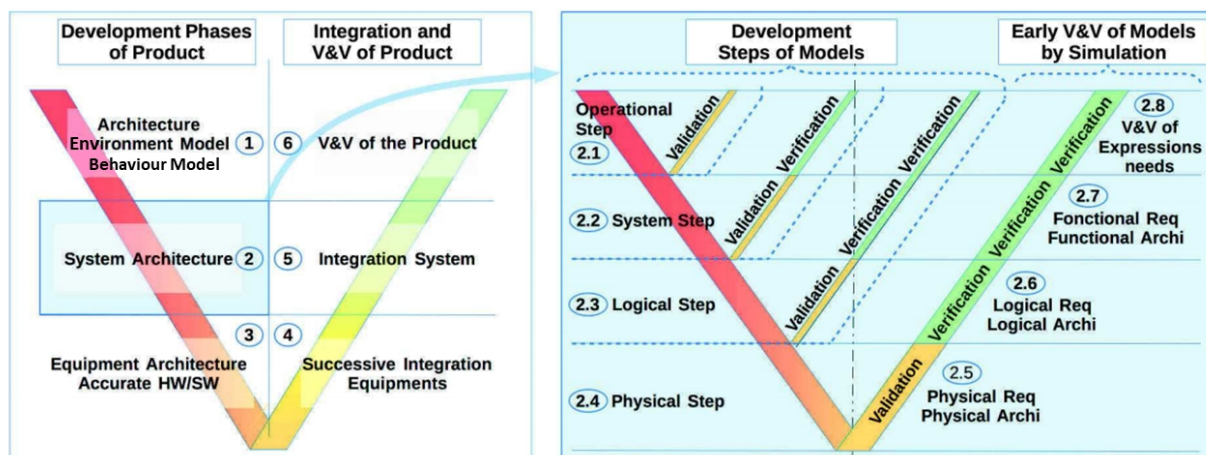 Development Phases
of Product
Integration and
V&V of Product
Architecture
Environment Model
Behaviour Model
1
6
V&V of the Product
System Architecture
2
5
Integration System
3
4
Equipment Architecture
Accurate HW/SW
Successive Integration
Equipments
Development
Steps of Models
Early V&V of Models
by Simulation
Operational
Step
2.1
Validation
Verification
Verification
Verification
2.8
V&V of
Expressions
needs
2.2 System Step
Validation
Verification
Verification
2.7
Fonctional Req
Functional Archi
2.3 Logical Step
Validation
Verification
2.6
Logical Req
Logical Archi
2.4 Physical Step
Validation
2.5
Physical Req
Physical Archi